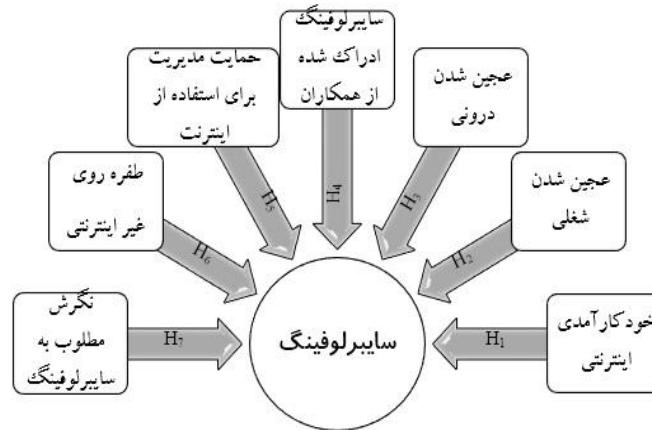 سایبرلوفینگ
ادراک شده
از همکاران
حمایت مدیریت
برای استفاده از
اینترنت
عجین شدن
درونی
طفره روی
غیر اینترنتی
عجین شدن
شغلی
نگرش
مطلوب به
سایبرلوفینگ
خودکارآمدی
اینترنتی
سایبرلوفینگ
H₁
H₂
H₃
H₄
H₅
H₆
H₇